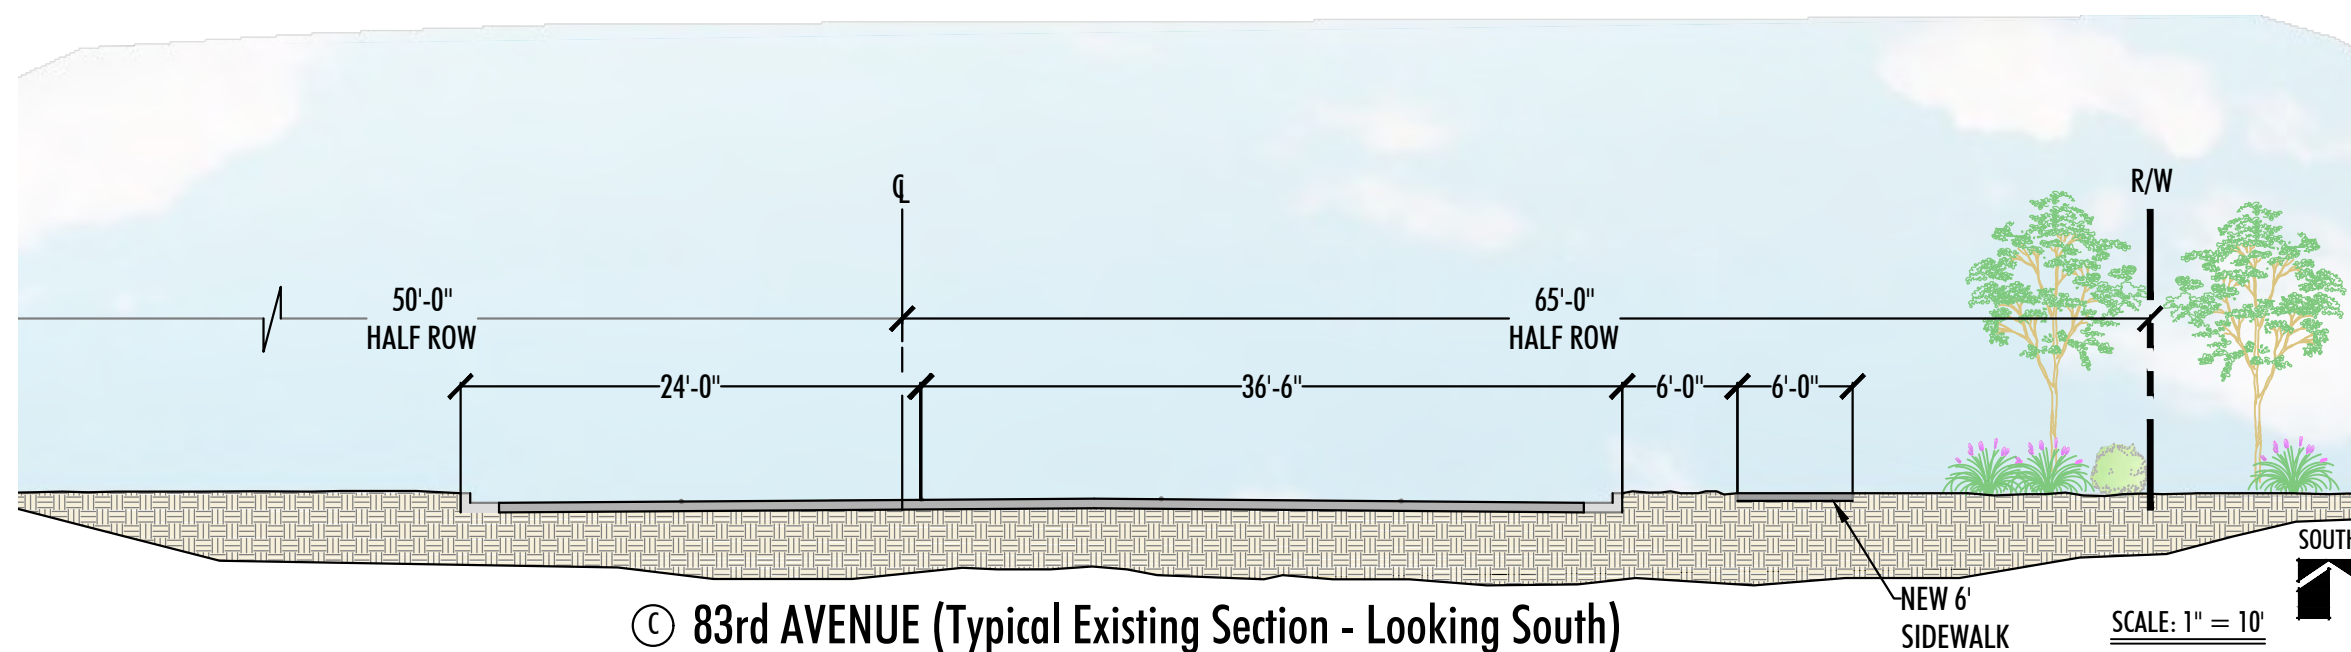 ℄
R/W
50'-0"
HALF ROW
65'-0"
HALF ROW
24'-0"
36'-6"
6'-0"
6'-0"
SOUTH
NEW 6'
SIDEWALK
SCALE: 1" = 10'
C 83rd AVENUE (Typical Existing Section - Looking South)